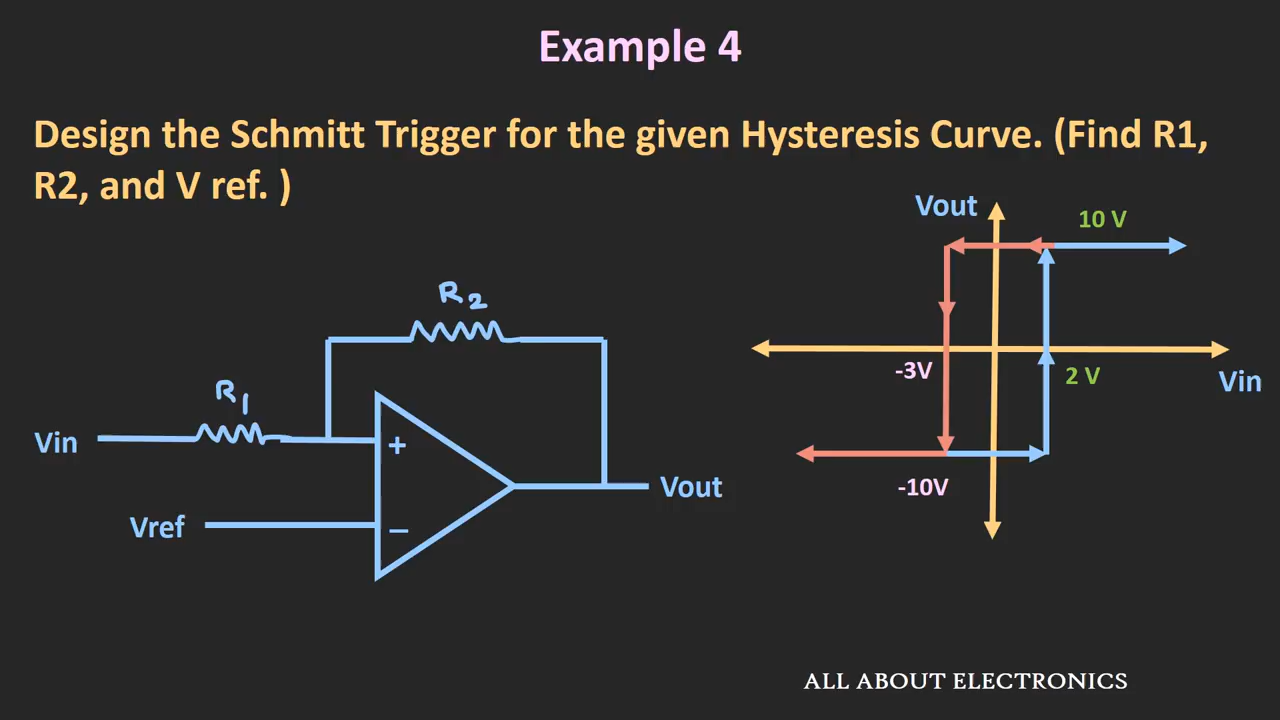 Example 4
Design the Schmitt Trigger for the given Hysteresis Curve. (Find R1,
R2, and V ref. )
Vout
10 V
R2
-3V
2 V
Vin
R1
Vin
+
-10V
Vout
Vref
–
ALL ABOUT ELECTRONICS